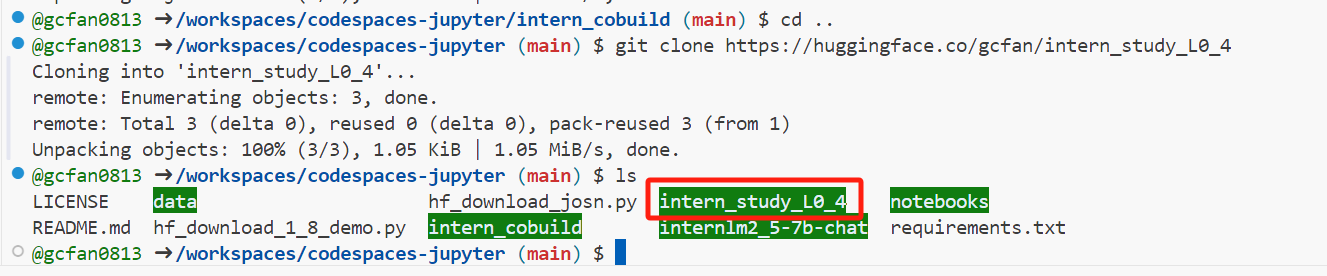 @gcfan0813 ➜/workspaces/codespaces-jupyter/intern_cobuild (main) $ cd ..
@gcfan0813 ➜/workspaces/codespaces-jupyter (main) $ git clone https://huggingface.co/gcfan/intern_study_L0_4
Cloning into 'intern_study_L0_4'...
remote: Enumerating objects: 3, done.
remote: Total 3 (delta 0), reused 0 (delta 0), pack-reused 3 (from 1)
Unpacking objects: 100% (3/3), 1.05 KiB | 1.05 MiB/s, done.
@gcfan0813 ➜/workspaces/codespaces-jupyter (main) $ ls
LICENSE data hf_download_josn.py intern_study_L0_4 notebooks
README.md hf_download_1_8_demo.py intern_cobuild internlm2_5-7b-chat requirements.txt
@gcfan0813 ➜/workspaces/codespaces-jupyter (main) $